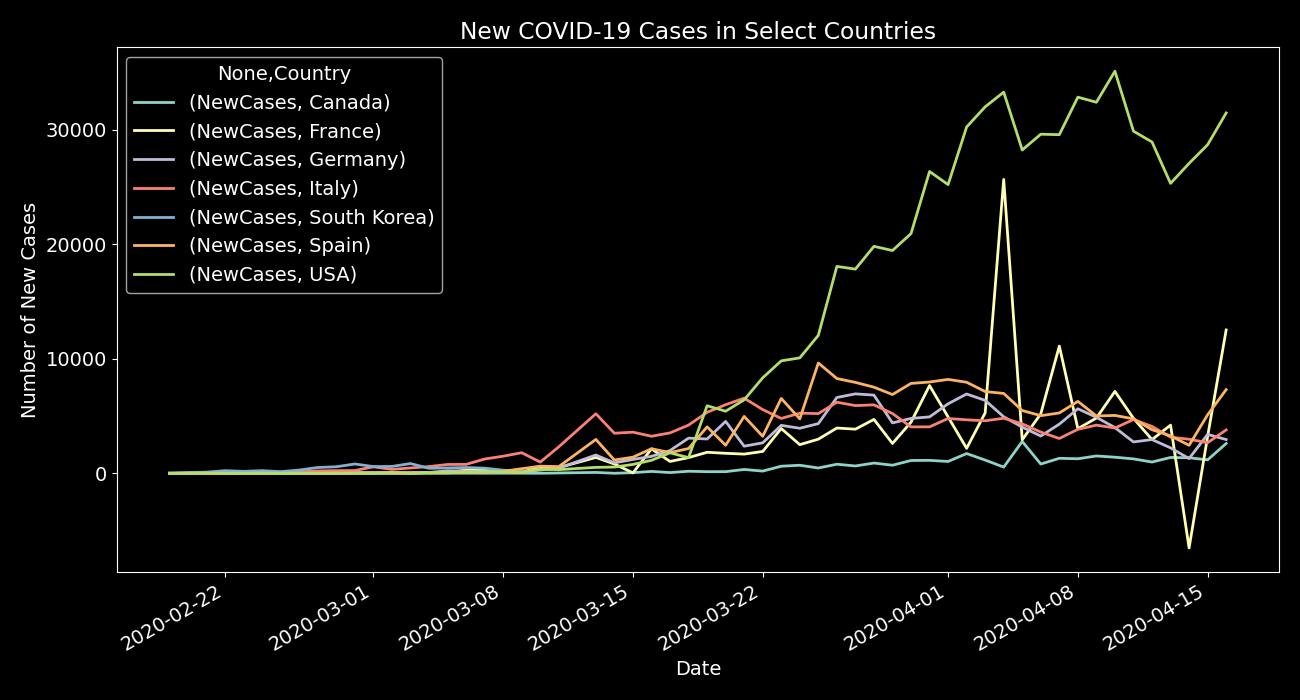 New COVID-19 Cases in Select Countries
None,Country
(NewCases, Canada)
(NewCases, France)
(NewCases, Germany)
(NewCases, Italy)
(NewCases, South Korea)
(NewCases, Spain)
(NewCases, USA)
Number of New Cases
30000
20000
10000
0
2020-02-22
2020-03-01
2020-03-08
2020-03-15
2020-03-22
2020-04-01
2020-04-08
2020-04-15
Date